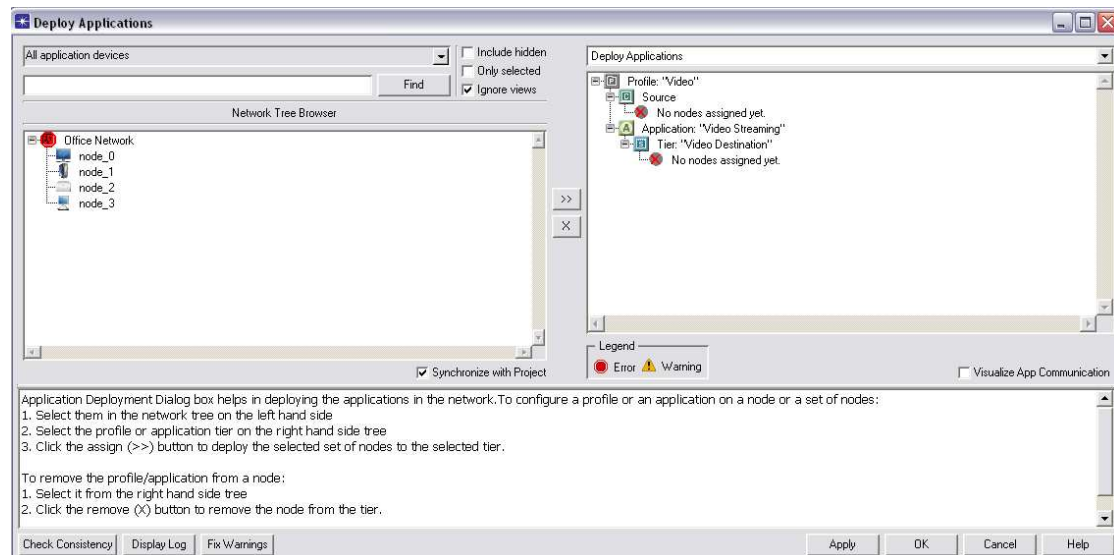 Deploy Applications
All application devices
Find
Include hidden
Only selected
Ignore views
Network Tree Browser
Office Network
node_0
node_1
node_2
node_3
Synchronize with Project
>>
X
Deploy Applications
Profile: "Video"
Source
No nodes assigned yet.
Application: "Video Streaming"
Tier: "Video Destination"
No nodes assigned yet.
Legend
Error Warning
Visualize App Communication
Application Deployment Dialog box helps in deploying the applications in the network.To configure a profile or an application on a node or a set of nodes:
1. Select them in the network tree on the left hand side
2. Select the profile or application tier on the right hand side tree
3. Click the assign (>>) button to deploy the selected set of nodes to the selected tier.
To remove the profile/application from a node:
1. Select it from the right hand side tree
2. Click the remove (X) button to remove the node from the tier.
Check Consistency Display Log Fix Warnings Apply OK Cancel Help